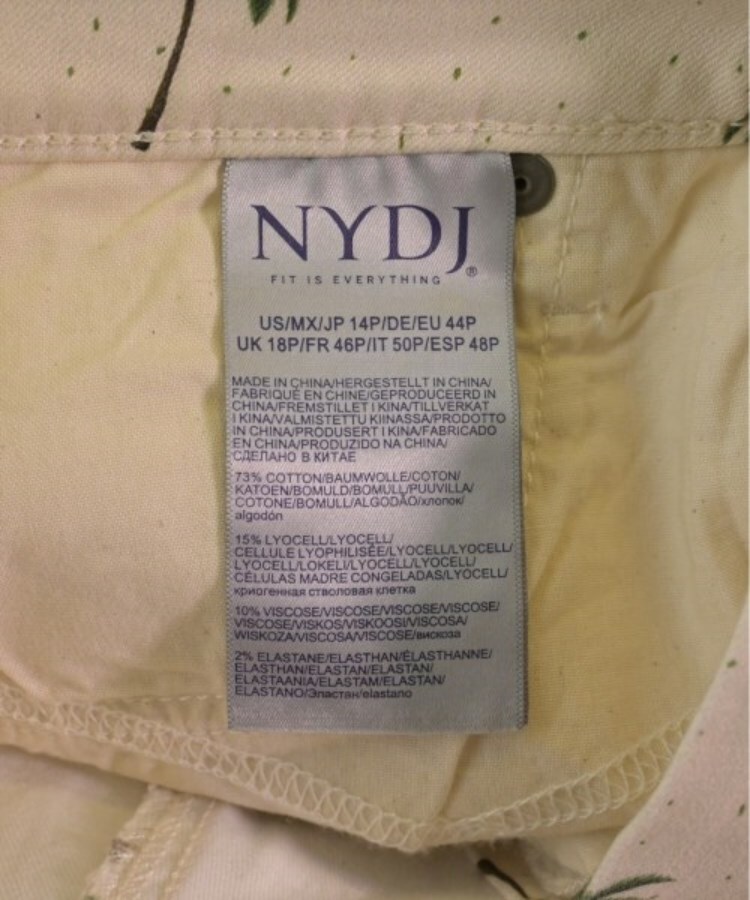 NYDJ®
FIT IS EVERYTHING
US/MX/JP 14P/DE/EU 44P
UK 18P/FR 46P/IT 50P/ESP 48P
MADE IN CHINA/HERGESTELLT IN CHINA/
FABRIQUÉ EN CHINE/GEPRODUCEERD IN
CHINA/FREMSTILLET I KINA/TILLVERKAT
I KINA/VALMISTETTU KIINASSA/PRODOTTO
IN CHINA/PRODUSERT I KINA/FABRICADO
EN CHINA/PRODUZIDO NA CHINA/
СДЕЛАНО В КИТАЕ
73% COTTON/BAUMWOLLE/COTON/
KATOEN/BOMULD/BOMULL/PUUVILLA/
COTONE/BOMULL/ALGODÃO/хлопок/
algodón
15% LYOCELL/LYOCELL/
CELLULE LYOPHILISÉE/LYOCELL/LYOCELL/
LYOCELL/LOKELI/LYOCELL/LYOCELL/
CÉLULAS MADRE CONGELADAS/LYOCELL/
криогенная стволовая клетка
10% VISCOSE/VISCOSE/VISCOSE/VISCOSE/
VISCOSE/VISKOS/VISKOOSI/VISCOSA/
WISKOZA/VISCOSA/VISCOSE/вискоза
2% ELASTANE/ELASTHAN/ÉLASTHANNE/
ELASTHAN/ELASTAN/ELASTAN/
ELASTAANIA/ELASTAM/ELASTAN/
ELASTANO/Эластан/elastano